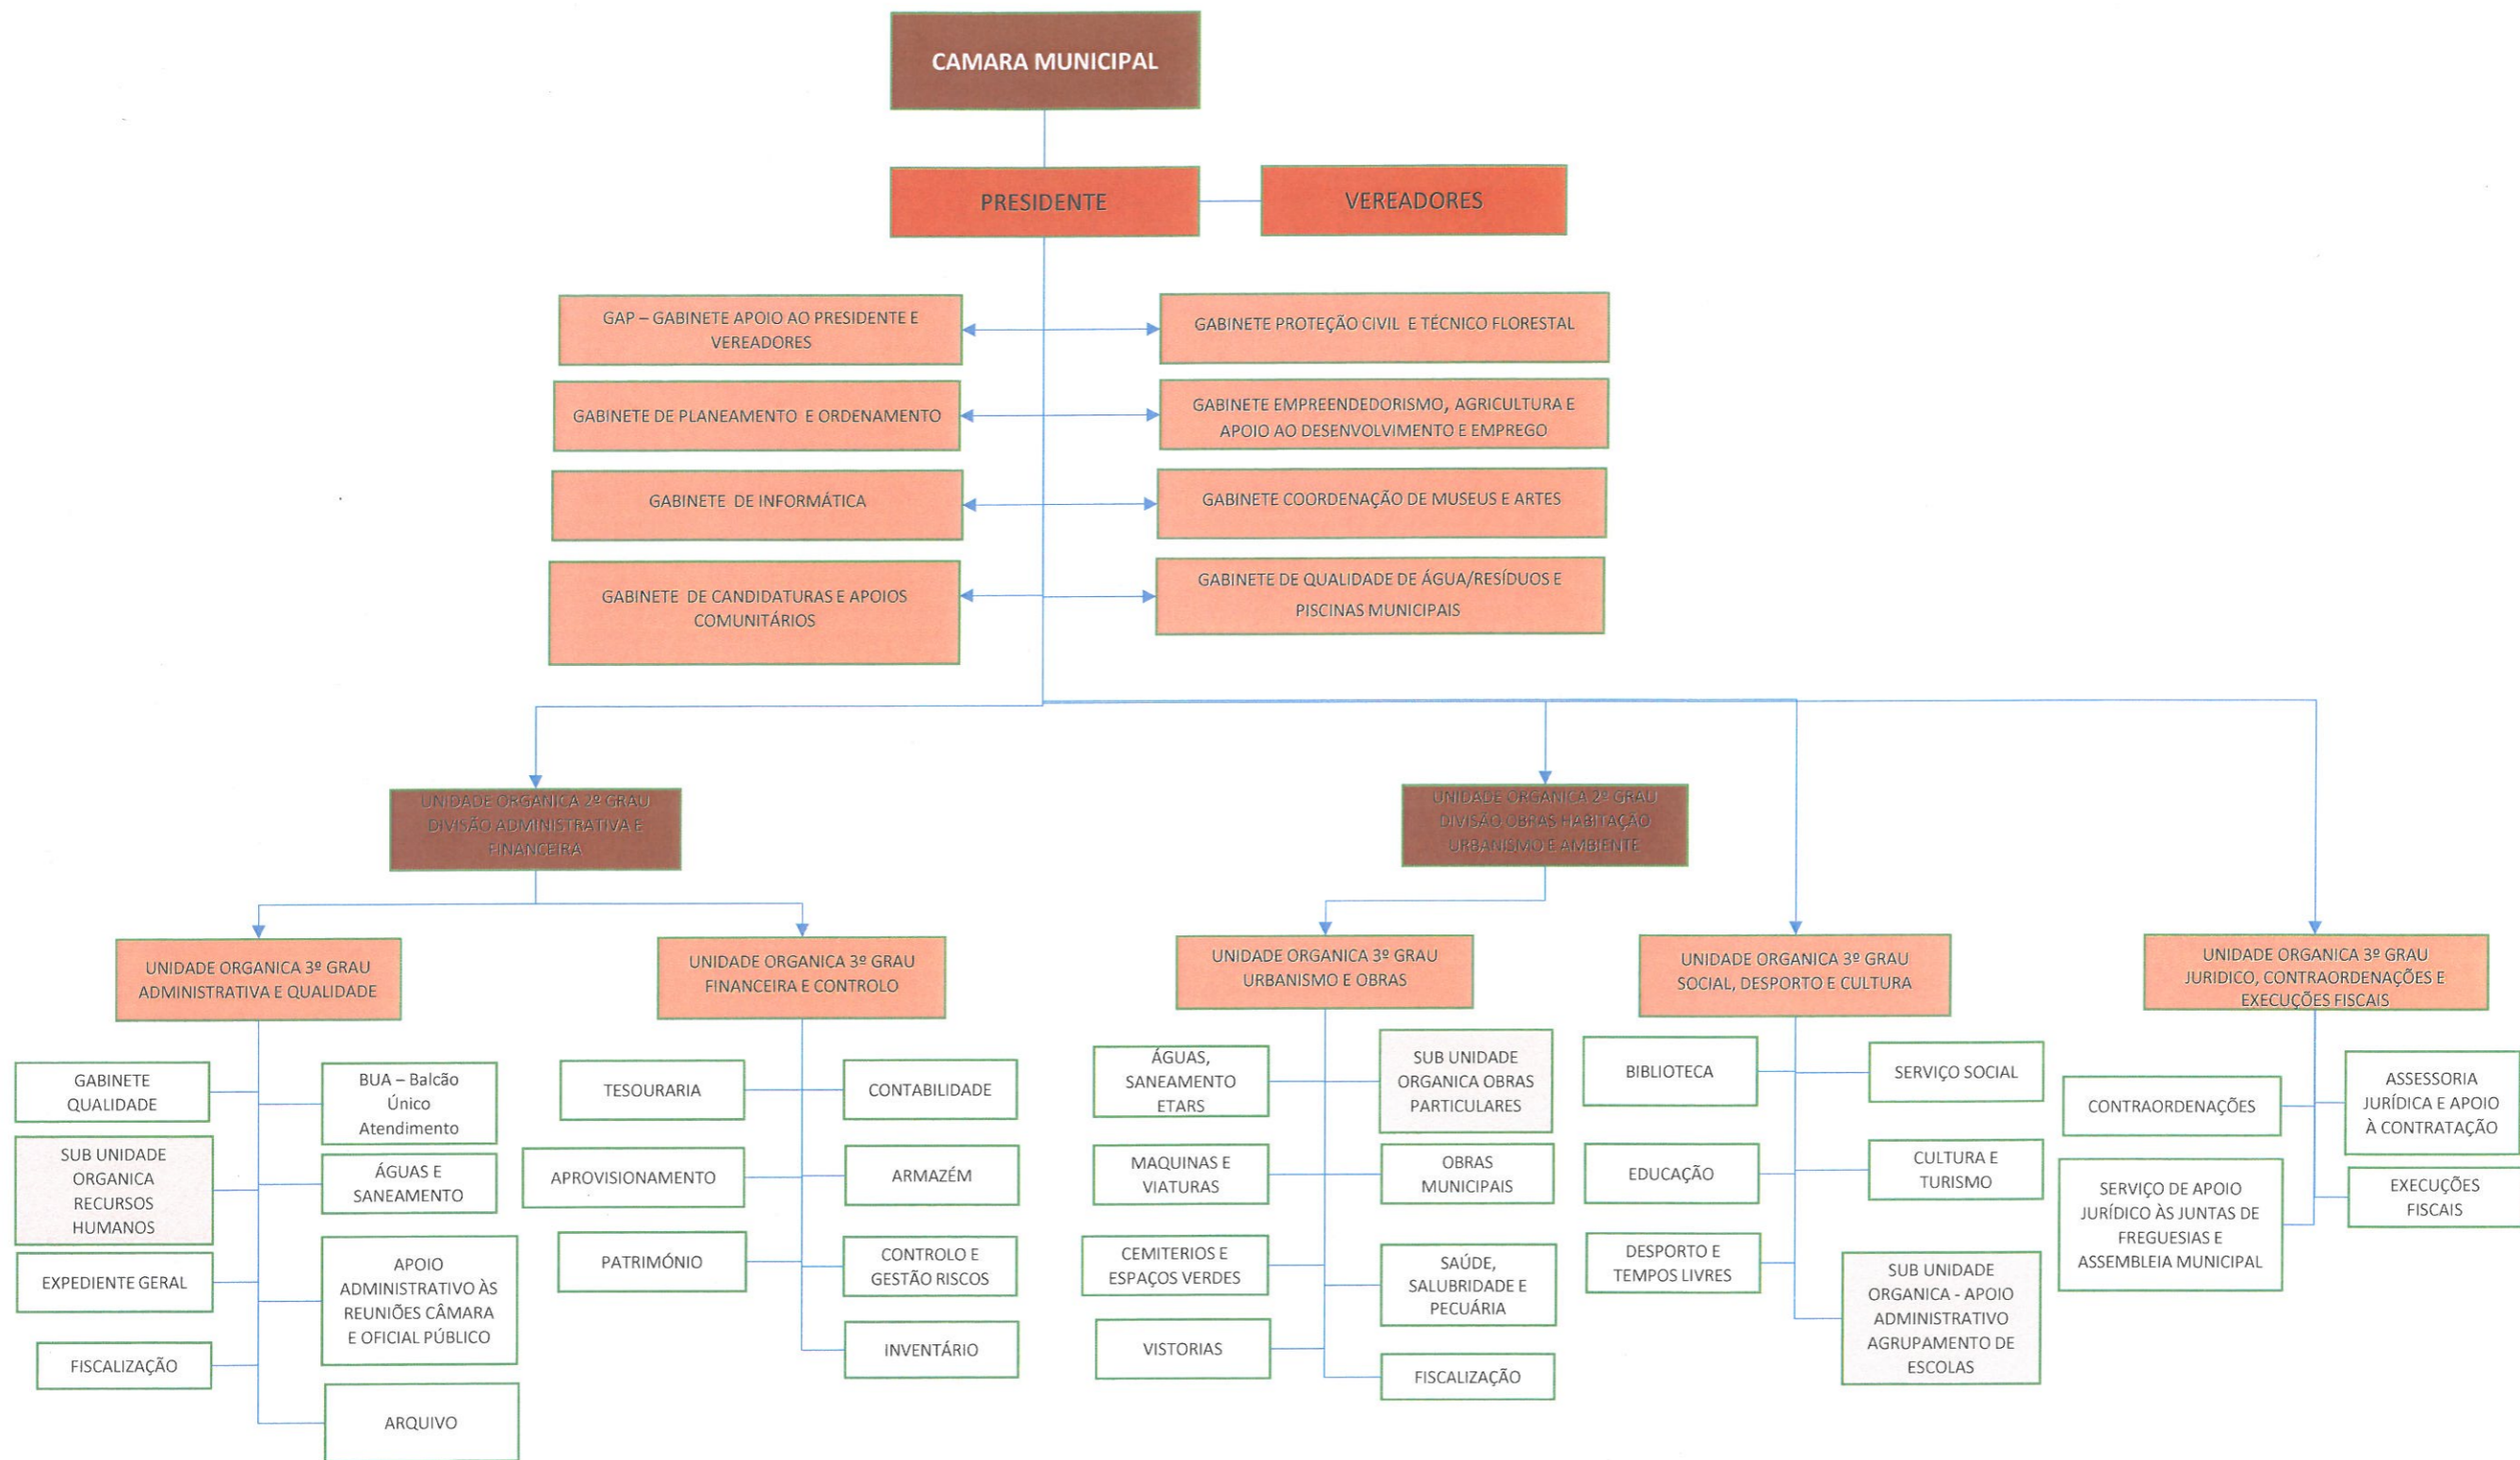 CAMARA MUNICIPAL
PRESIDENTE
VEREADORES
GAP – GABINETE APOIO AO PRESIDENTE E
VEREADORES
GABINETE PROTEÇÃO CIVIL E TÉCNICO FLORESTAL
GABINETE DE PLANEAMENTO E ORDENAMENTO
GABINETE EMPREENDEDORISMO, AGRICULTURA E
APOIO AO DESENVOLVIMENTO E EMPREGO
GABINETE DE INFORMÁTICA
GABINETE COORDENAÇÃO DE MUSEUS E ARTES
GABINETE DE CANDIDATURAS E APOIOS
COMUNITÁRIOS
GABINETE DE QUALIDADE DE ÁGUA/RESÍDUOS E
PISCINAS MUNICIPAIS
UNIDADE ORGANICA 2º GRAU
DIVISÃO ADMINISTRATIVA E
FINANCEIRA
UNIDADE ORGANICA 2º GRAU
DIVISÃO OBRAS HABITAÇÃO
URBANISMO E AMBIENTE
UNIDADE ORGANICA 3º GRAU
ADMINISTRATIVA E QUALIDADE
UNIDADE ORGANICA 3º GRAU
FINANCEIRA E CONTROLO
UNIDADE ORGANICA 3º GRAU
URBANISMO E OBRAS
UNIDADE ORGANICA 3º GRAU
SOCIAL, DESPORTO E CULTURA
UNIDADE ORGANICA 3º GRAU
JURIDICO, CONTRAORDENAÇÕES E
EXECUÇÕES FISCAIS
GABINETE
QUALIDADE
BUA – Balcão
Único
Atendimento
SUB UNIDADE
ORGANICA
RECURSOS
HUMANOS
ÁGUAS E
SANEAMENTO
EXPEDIENTE GERAL
APOIO
ADMINISTRATIVO ÀS
REUNIÕES CÂMARA
E OFICIAL PÚBLICO
FISCALIZAÇÃO
ARQUIVO
TESOURARIA
CONTABILIDADE
APROVISIONAMENTO
ARMAZÉM
PATRIMÓNIO
CONTROLO E
GESTÃO RISCOS
INVENTÁRIO
ÁGUAS,
SANEAMENTO
ETARS
SUB UNIDADE
ORGANICA OBRAS
PARTICULARES
MAQUINAS E
VIATURAS
OBRAS
MUNICIPAIS
CEMITERIOS E
ESPAÇOS VERDES
SAÚDE,
SALUBRIDADE E
PECUÁRIA
VISTORIAS
FISCALIZAÇÃO
BIBLIOTECA
SERVIÇO SOCIAL
EDUCAÇÃO
CULTURA E
TURISMO
DESPORTO E
TEMPOS LIVRES
SUB UNIDADE
ORGANICA - APOIO
ADMINISTRATIVO
AGRUPAMENTO DE
ESCOLAS
CONTRAORDENAÇÕES
ASSESSORIA
JURÍDICA E APOIO
À CONTRATAÇÃO
SERVIÇO DE APOIO
JURÍDICO ÀS JUNTAS DE
FREGUESIAS E
ASSEMBLEIA MUNICIPAL
EXECUÇÕES
FISCAIS